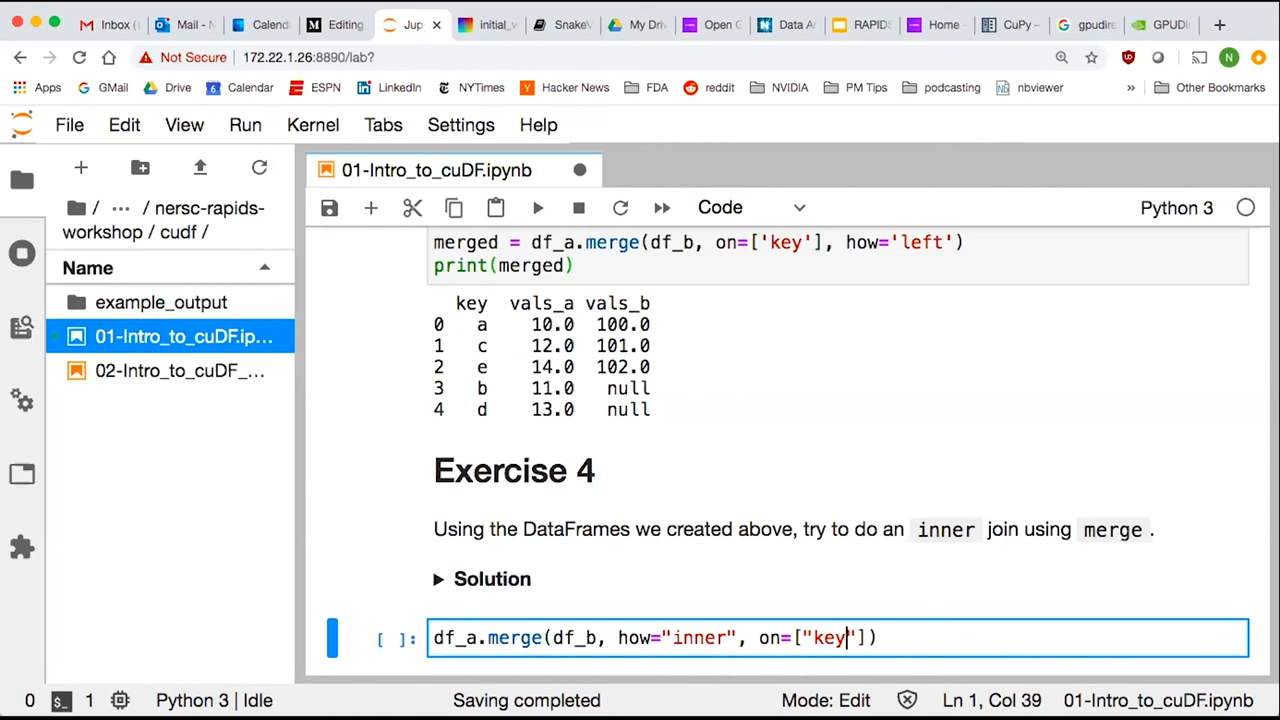 Inbox ( Mail - N Calend Editing Jup initial_v SnakeV My Driv Open G Data A RAPIDS Home - CuPy – gpudire GPUDi
Not Secure 172.22.1.26:8890/lab?
Apps GMail Drive Calendar ESPN LinkedIn NYTimes Hacker News FDA reddit NVIDIA PM Tips podcasting nbviewer » Other Bookmarks
File Edit View Run Kernel Tabs Settings Help
01-Intro_to_cuDF.ipynb
/ ··· / nersc-rapids-
workshop / cudf /
Code Python 3
Name
example_output
01-Intro_to_cuDF.ip...
02-Intro_to_cuDF_...
merged = df_a.merge(df_b, on=['key'], how='left')
print(merged)
key vals_a vals_b
0 a 10.0 100.0
1 c 12.0 101.0
2 e 14.0 102.0
3 b 11.0 null
4 d 13.0 null
Exercise 4
Using the DataFrames we created above, try to do an inner join using merge.
Solution
[ ]: df_a.merge(df_b, how="inner", on=["key"])
0 1 Python 3 | Idle Saving completed Mode: Edit Ln 1, Col 39 01-Intro_to_cuDF.ipynb